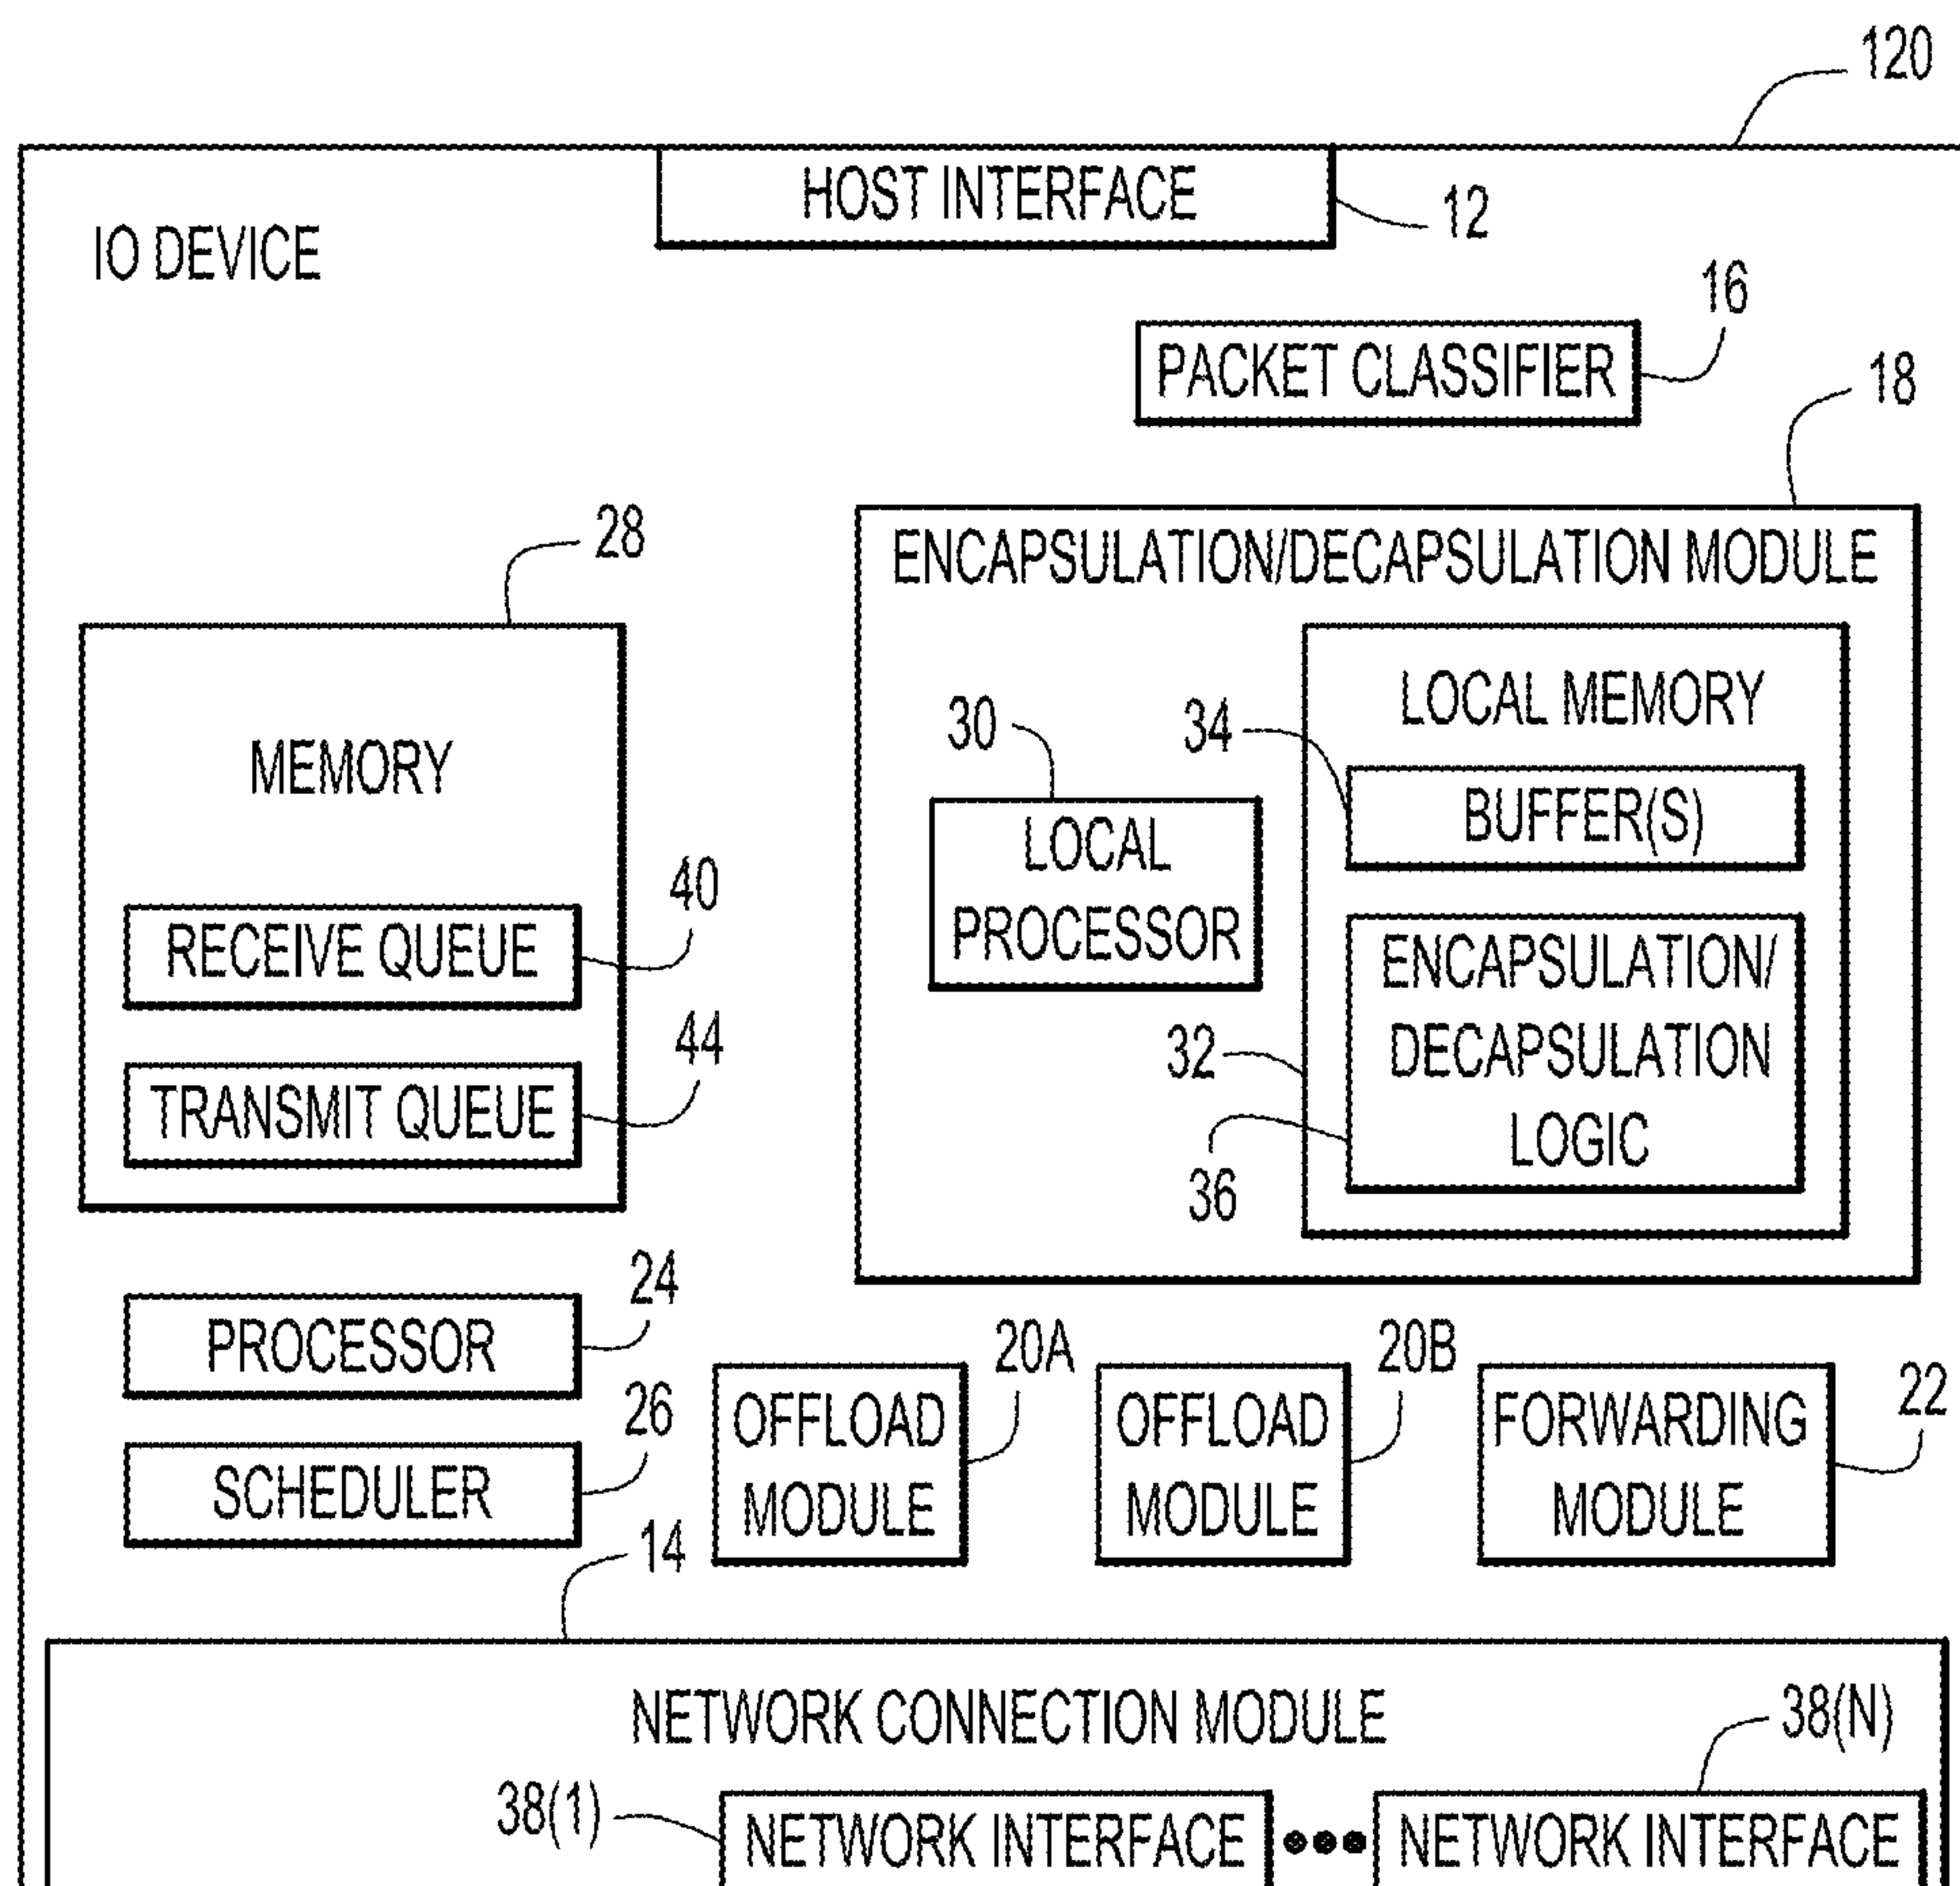 120
HOST INTERFACE
12
IO DEVICE
16
PACKET CLASSIFIER
18
28
ENCAPSULATION/DECAPSULATION MODULE
MEMORY
30
34
LOCAL MEMORY
BUFFER(S)
LOCAL
PROCESSOR
40
RECEIVE QUEUE
ENCAPSULATION/
DECAPSULATION
LOGIC
44
32
TRANSMIT QUEUE
36
24
PROCESSOR
20A
20B
22
OFFLOAD
MODULE
OFFLOAD
MODULE
FORWARDING
MODULE
26
SCHEDULER
14
NETWORK CONNECTION MODULE
38(N)
38(1)
NETWORK INTERFACE
NETWORK INTERFACE